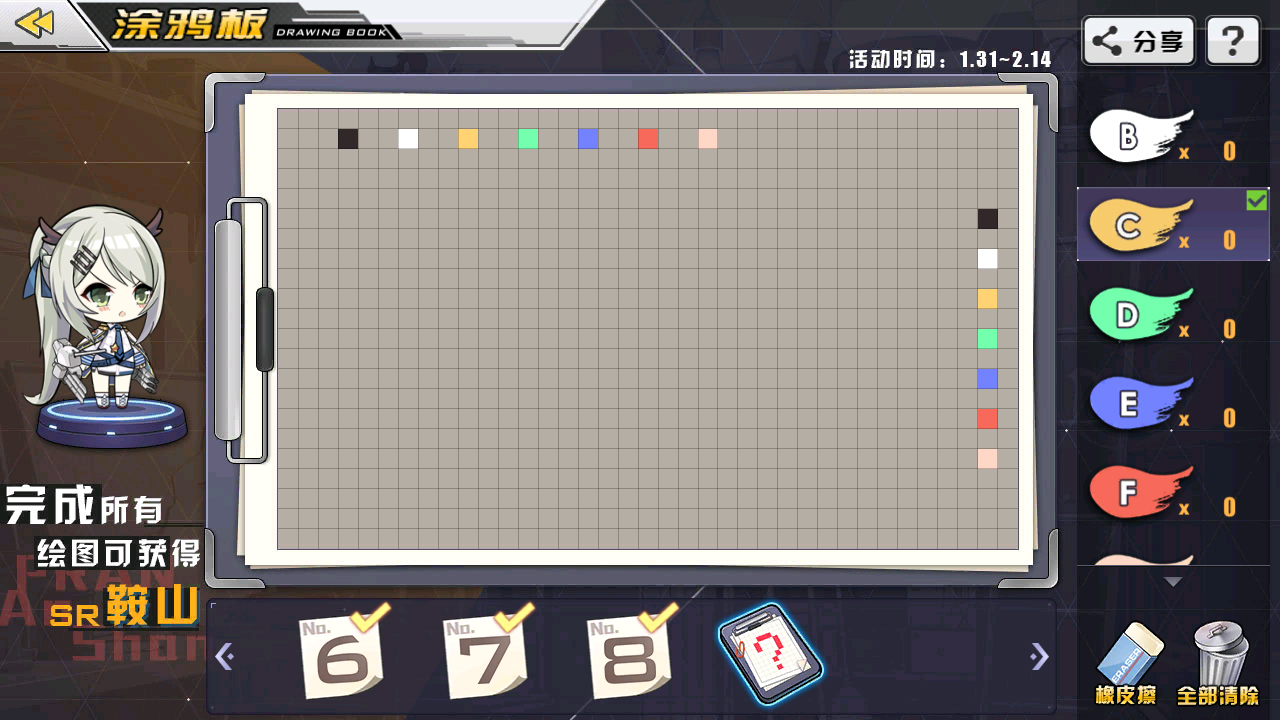 涂鸦板
DRAWING BOOK
活动时间：1.31~2.14
分享
?
B x 0
C x 0
D x 0
E x 0
F x 0
完成所有
绘图可获得
SR鞍山
No. 6
No. 7
No. 8
?
ERASER
橡皮擦
全部清除